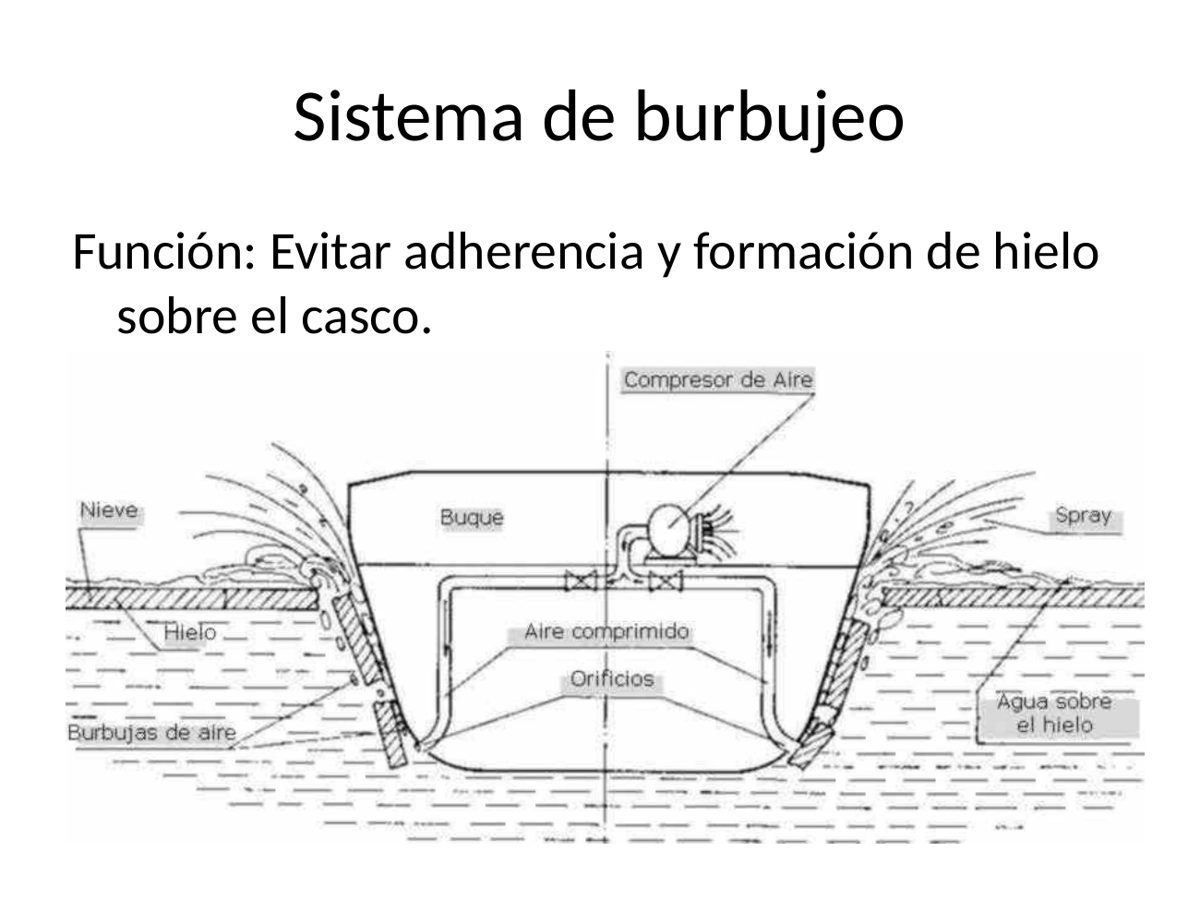 Sistema de burbujeo
Función: Evitar adherencia y formación de hielo
sobre el casco.
Compresor de Aire
Nieve
Buque
Spray
Hielo
Aire comprimido
Orificios
Agua sobre
el hielo
Burbujas de aire